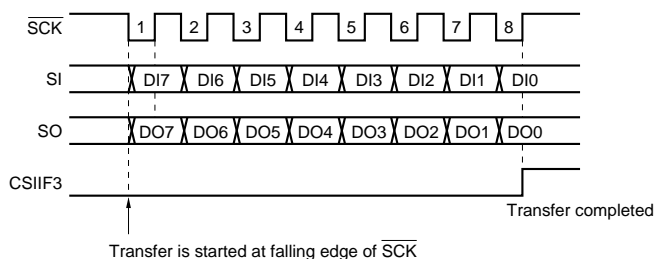 SCK 1 2 3 4 5 6 7 8
SI DI7 DI6 DI5 DI4 DI3 DI2 DI1 DI0
SO DO7 DO6 DO5 DO4 DO3 DO2 DO1 DO0
CSIIF3
Transfer completed
Transfer is started at falling edge of SCK